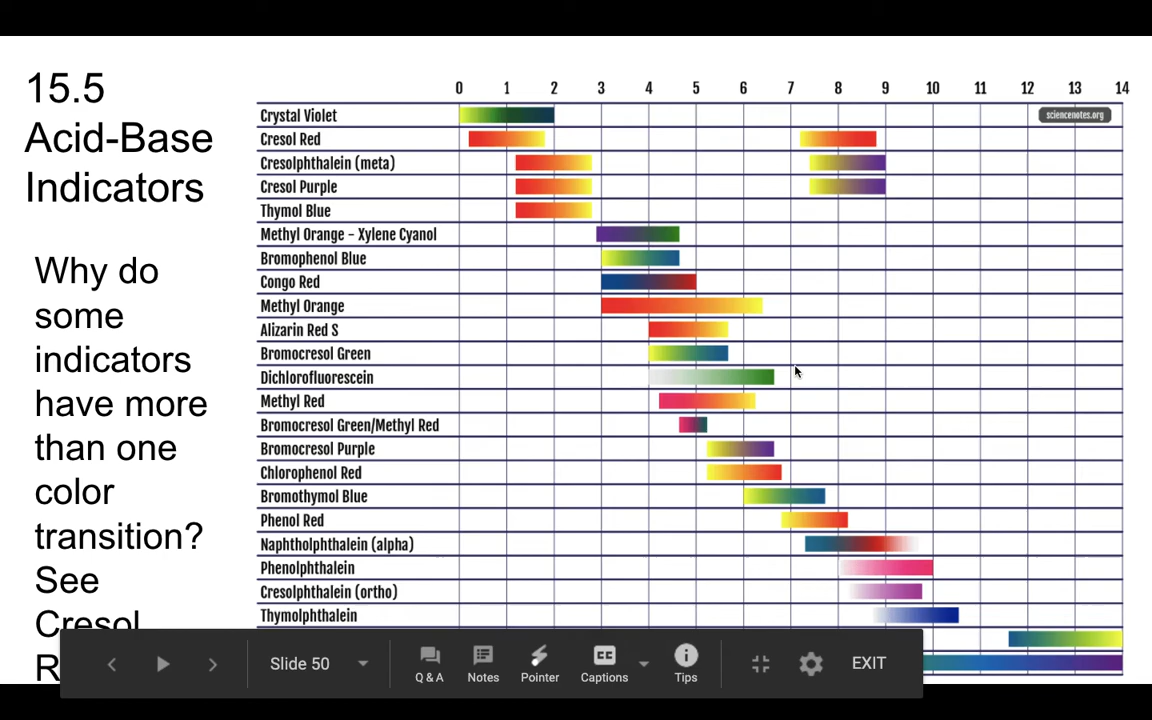 15.5
Acid-Base
Indicators
Why do
some
indicators
have more
than one
color
transition?
See
Cresol
R
0 1 2 3 4 5 6 7 8 9 10 11 12 13 14
sciencenotes.org
Crystal Violet
Cresol Red
Cresolphthalein (meta)
Cresol Purple
Thymol Blue
Methyl Orange - Xylene Cyanol
Bromophenol Blue
Congo Red
Methyl Orange
Alizarin Red S
Bromocresol Green
Dichlorofluorescein
Methyl Red
Bromocresol Green/Methyl Red
Bromocresol Purple
Chlorophenol Red
Bromothymol Blue
Phenol Red
Naphtholphthalein (alpha)
Phenolphthalein
Cresolphthalein (ortho)
Thymolphthalein
Slide 50
Q & A
Notes
Pointer
CC
Captions
Tips
EXIT